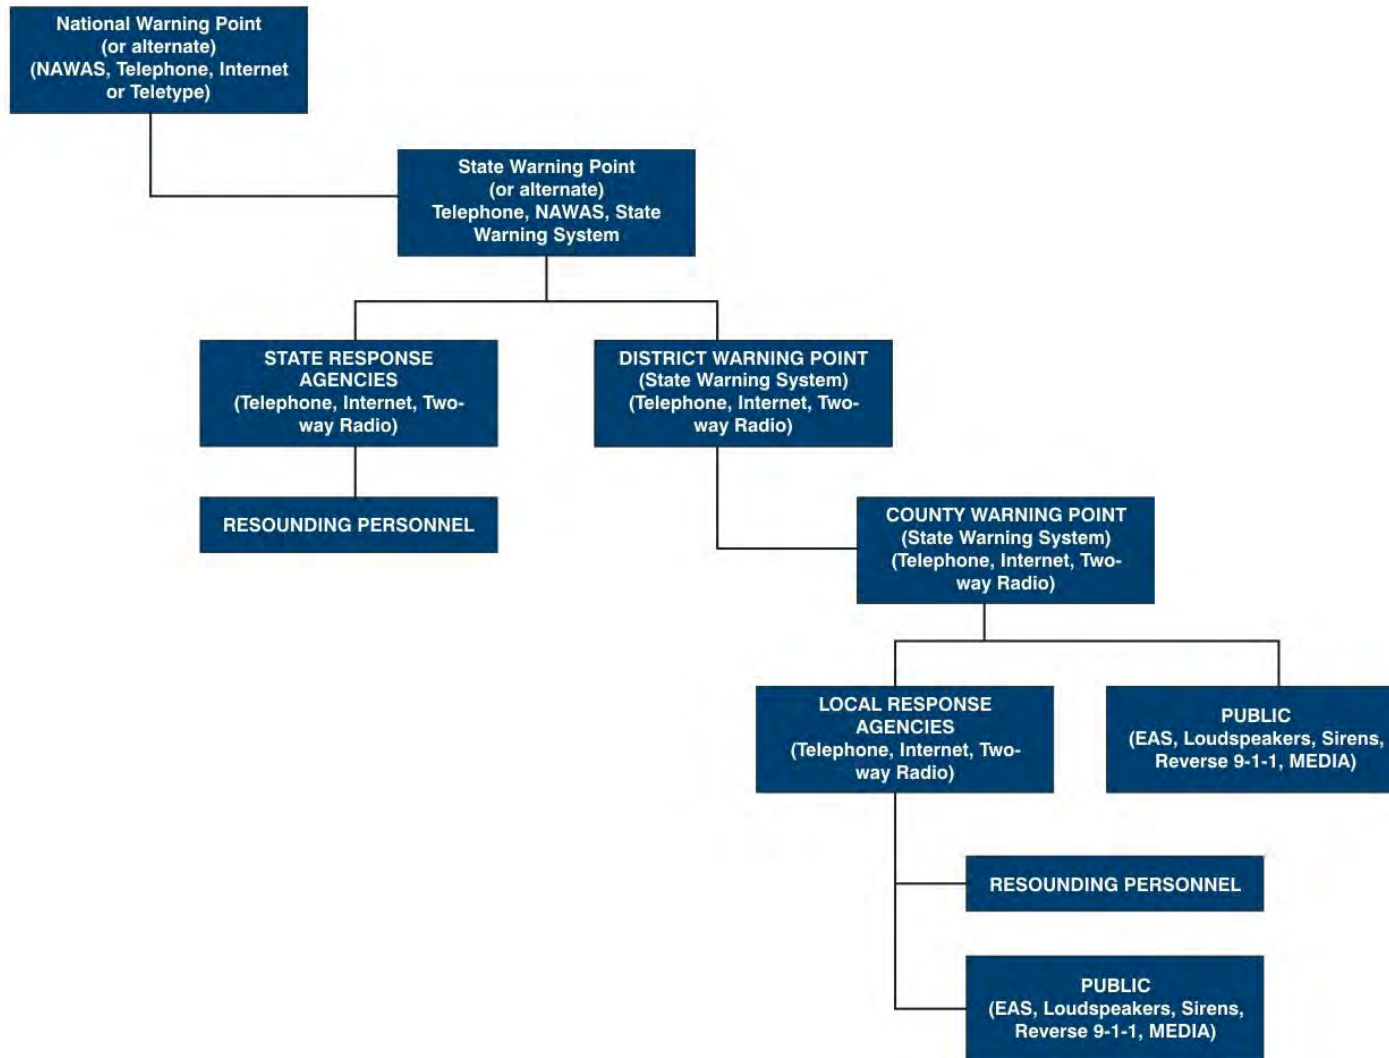 National Warning Point
(or alternate)
(NAWAS, Telephone, Internet
or Teletype)
State Warning Point
(or alternate)
Telephone, NAWAS, State
Warning System
STATE RESPONSE
AGENCIES
(Telephone, Internet, Two-
way Radio)
DISTRICT WARNING POINT
(State Warning System)
(Telephone, Internet, Two-
way Radio)
RESOUNDING PERSONNEL
COUNTY WARNING POINT
(State Warning System)
(Telephone, Internet, Two-
way Radio)
LOCAL RESPONSE
AGENCIES
(Telephone, Internet, Two-
way Radio)
PUBLIC
(EAS, Loudspeakers, Sirens,
Reverse 9-1-1, MEDIA)
RESOUNDING PERSONNEL
PUBLIC
(EAS, Loudspeakers, Sirens,
Reverse 9-1-1, MEDIA)